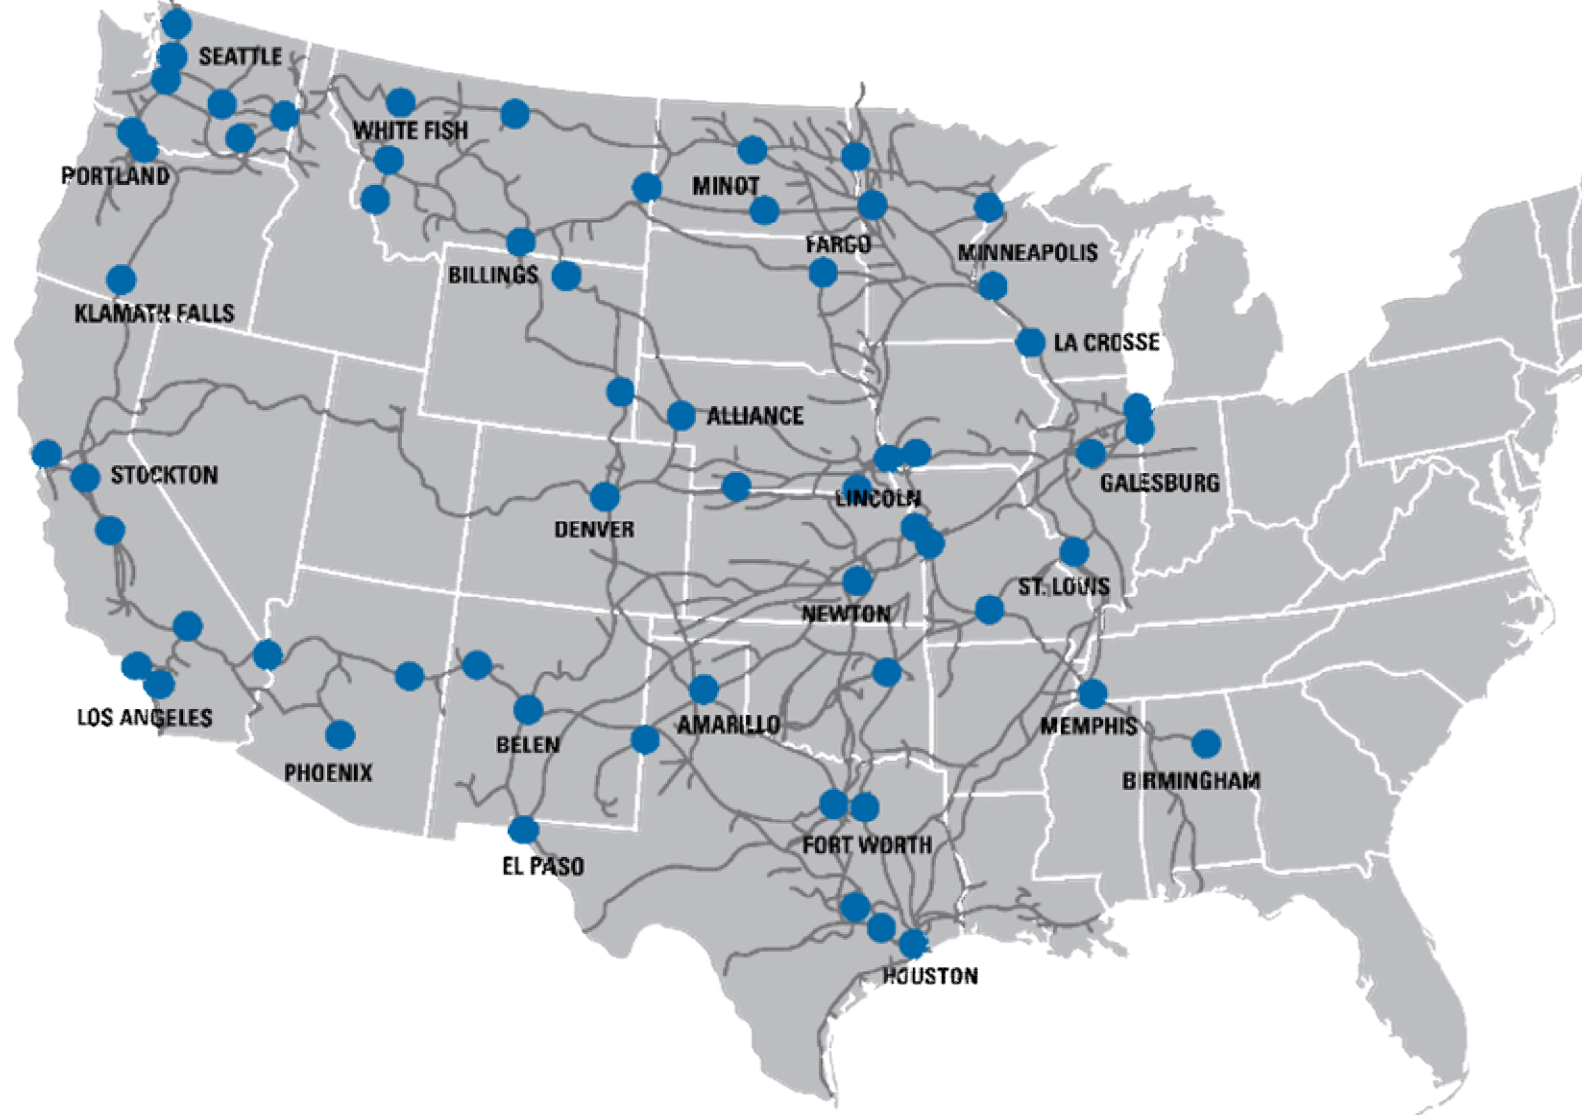 SEATTLE
WHITE FISH
PORTLAND
MINOT
FARGO
MINNEAPOLIS
BILLINGS
KLAMATH FALLS
LA CROSSE
ALLIANCE
STOCKTON
GALESBURG
LINCOLN
DENVER
ST. LOUIS
NEWTON
LOS ANGELES
AMARILLO
MEMPHIS
BELEN
PHOENIX
BIRMINGHAM
FORT WORTH
EL PASO
HOUSTON